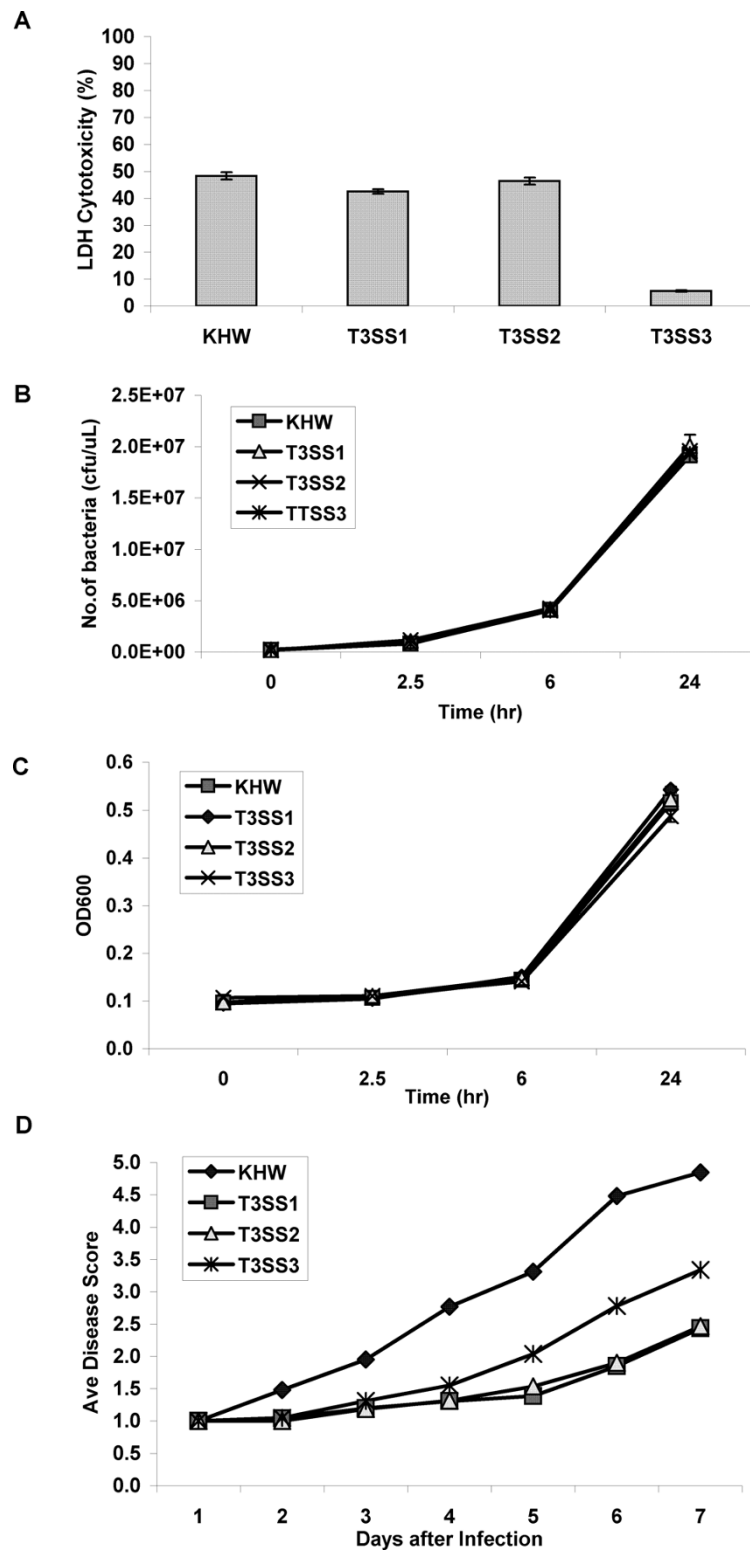 A
LDH Cytotoxicity (%)
100
90
80
70
60
50
40
30
20
10
0
KHW T3SS1 T3SS2 T3SS3
B
No.of bacteria (cfu/uL)
2.5E+07
2.0E+07
1.5E+07
1.0E+07
5.0E+06
0.0E+00
KHW
T3SS1
T3SS2
TTSS3
0 2.5 6 24
Time (hr)
C
OD600
0.6
0.5
0.4
0.3
0.2
0.1
0.0
KHW
T3SS1
T3SS2
T3SS3
0 2.5 6 24
Time (hr)
D
Ave Disease Score
5.0
4.5
4.0
3.5
3.0
2.5
2.0
1.5
1.0
0.5
0.0
KHW
T3SS1
T3SS2
T3SS3
1 2 3 4 5 6 7
Days after Infection